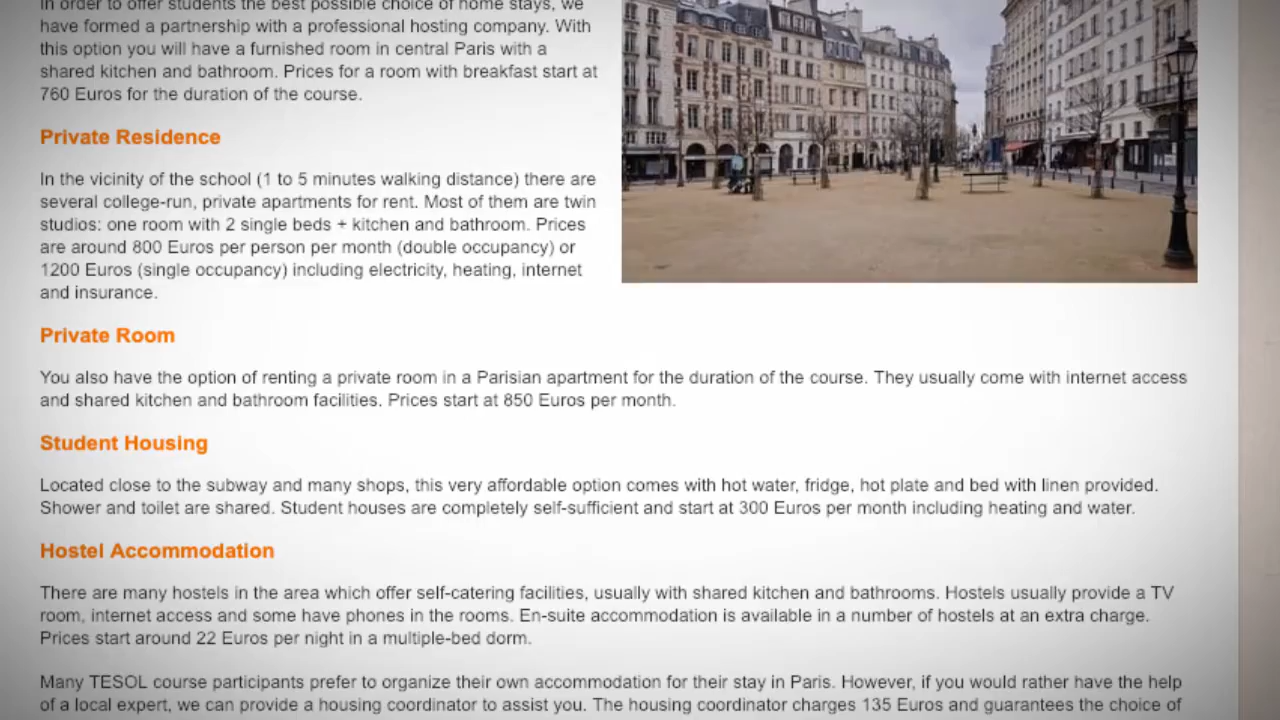 In order to offer students the best possible choice of home stays, we
have formed a partnership with a professional hosting company. With
this option you will have a furnished room in central Paris with a
shared kitchen and bathroom. Prices for a room with breakfast start at
760 Euros for the duration of the course.
Private Residence
In the vicinity of the school (1 to 5 minutes walking distance) there are
several college-run, private apartments for rent. Most of them are twin
studios: one room with 2 single beds + kitchen and bathroom. Prices
are around 800 Euros per person per month (double occupancy) or
1200 Euros (single occupancy) including electricity, heating, internet
and insurance.
Private Room
You also have the option of renting a private room in a Parisian apartment for the duration of the course. They usually come with internet access
and shared kitchen and bathroom facilities. Prices start at 850 Euros per month.
Student Housing
Located close to the subway and many shops, this very affordable option comes with hot water, fridge, hot plate and bed with linen provided.
Shower and toilet are shared. Student houses are completely self-sufficient and start at 300 Euros per month including heating and water.
Hostel Accommodation
There are many hostels in the area which offer self-catering facilities, usually with shared kitchen and bathrooms. Hostels usually provide a TV
room, internet access and some have phones in the rooms. En-suite accommodation is available in a number of hostels at an extra charge.
Prices start around 22 Euros per night in a multiple-bed dorm.
Many TESOL course participants prefer to organize their own accommodation for their stay in Paris. However, if you would rather have the help
of a local expert, we can provide a housing coordinator to assist you. The housing coordinator charges 135 Euros and guarantees the choice of